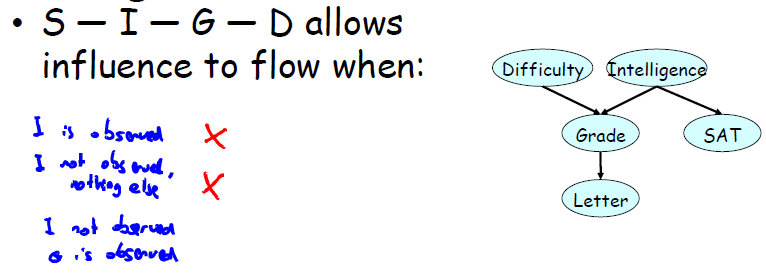 • S – I – G – D allows
influence to flow when:
I is observed X
I not observed,
nothing else X
I not observed
G is observed
Difficulty Intelligence
Grade SAT
Letter